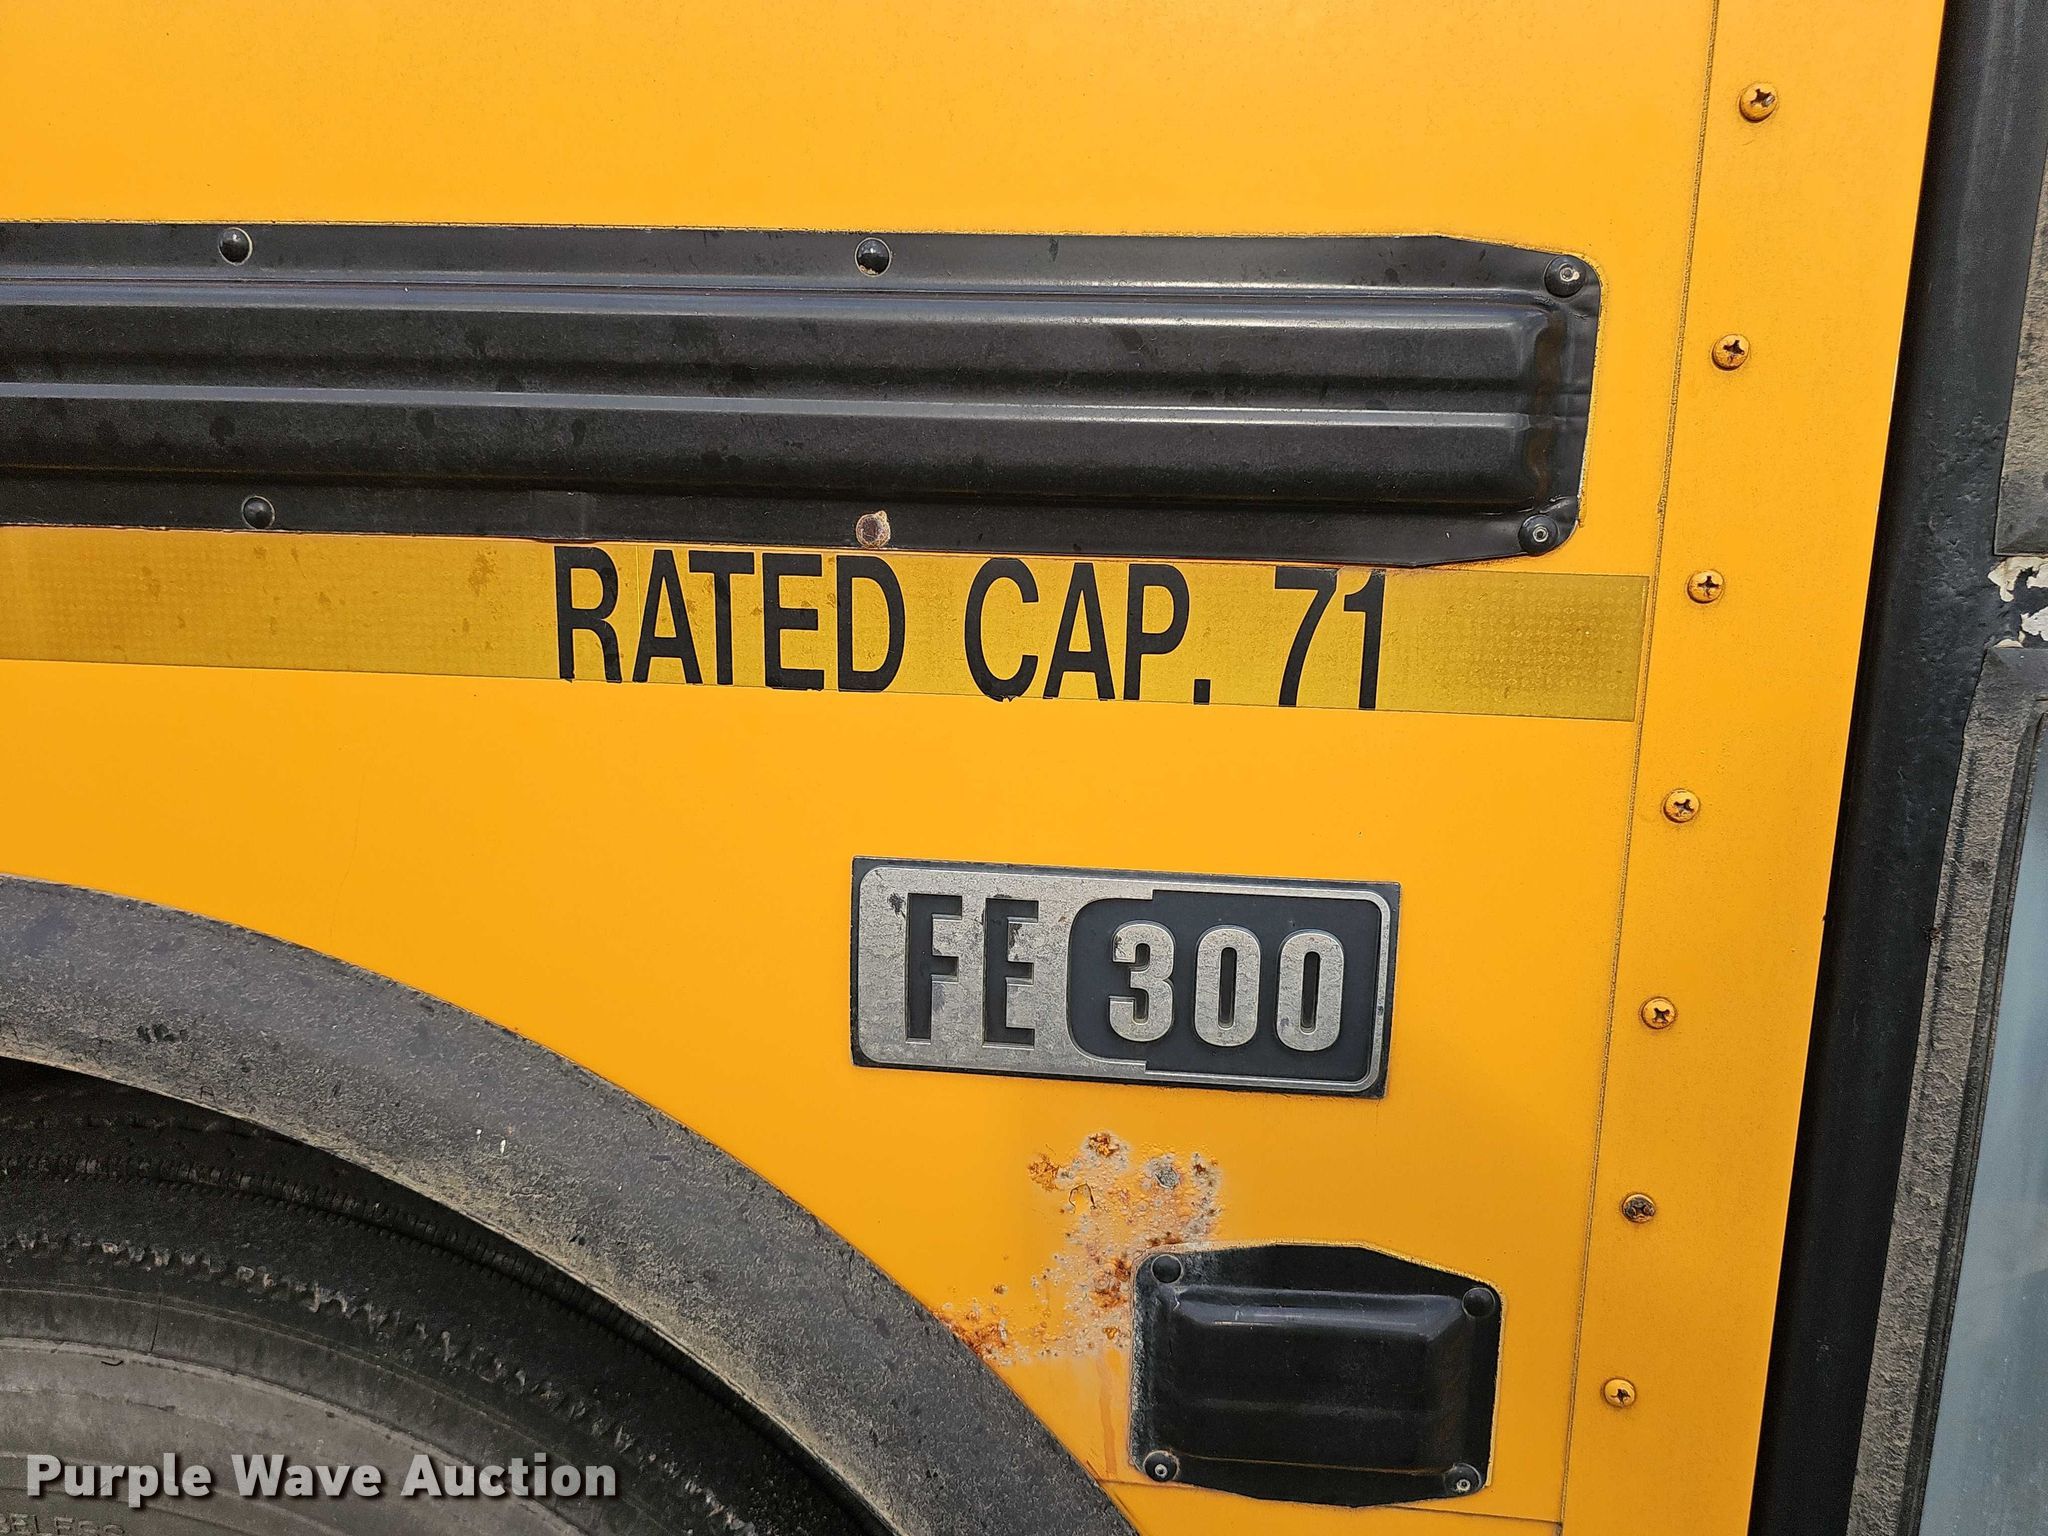 RATED CAP. 71
FE 300
Purple Wave Auction